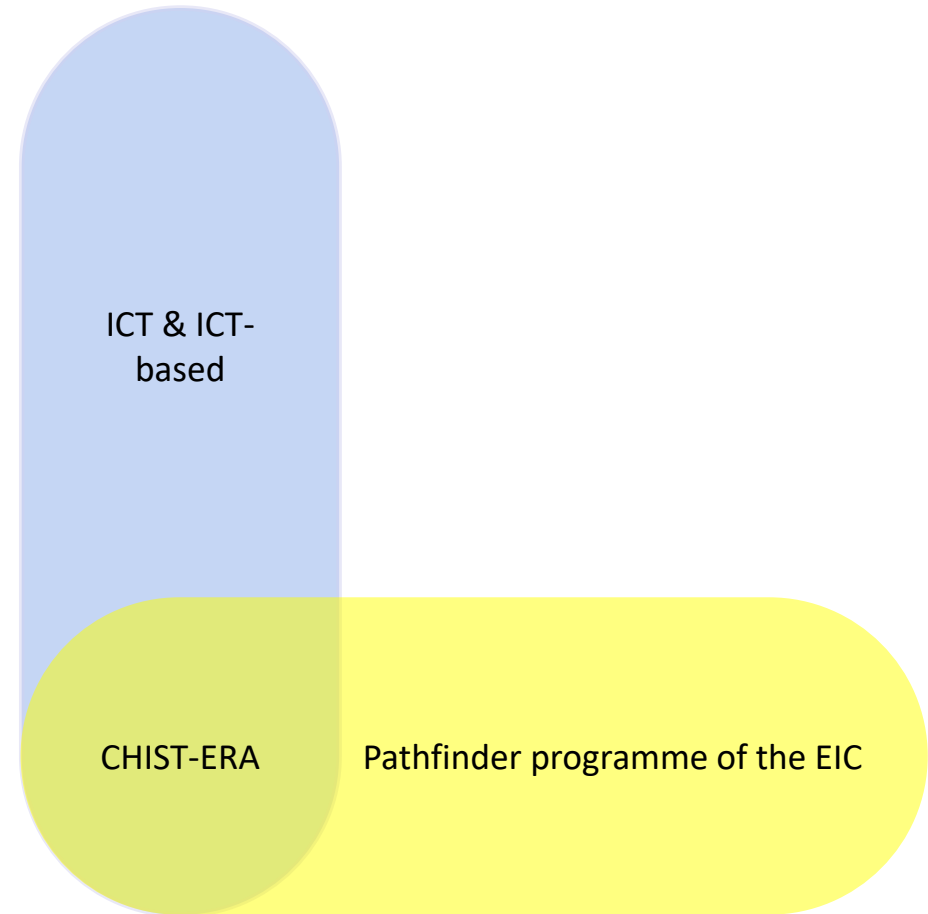 ICT & ICT-
based
CHIST-ERA
Pathfinder programme of the EIC